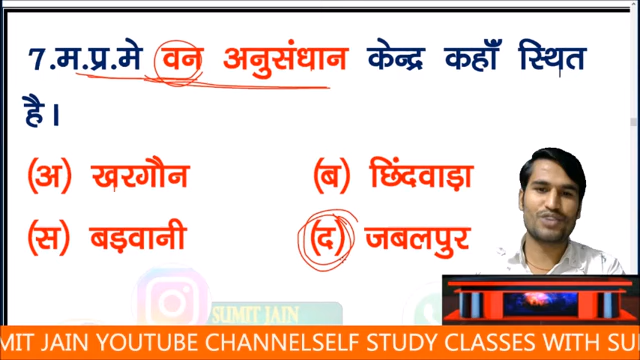 7.म.प्र.मे वन अनुसंधान केन्द्र कहाँ स्थित
है।
(अ) खरगौन (ब) छिंदवाड़ा
(स) बड़वानी (द) जबलपुर
SUMIT JAIN
MIT JAIN YOUTUBE CHANNELSELF STUDY CLASSES WITH SU